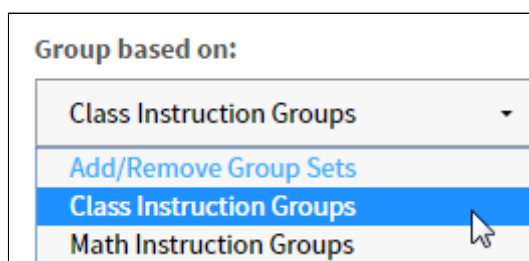 Group based on:
Class Instruction Groups
Add/Remove Group Sets
Class Instruction Groups
Math Instruction Groups